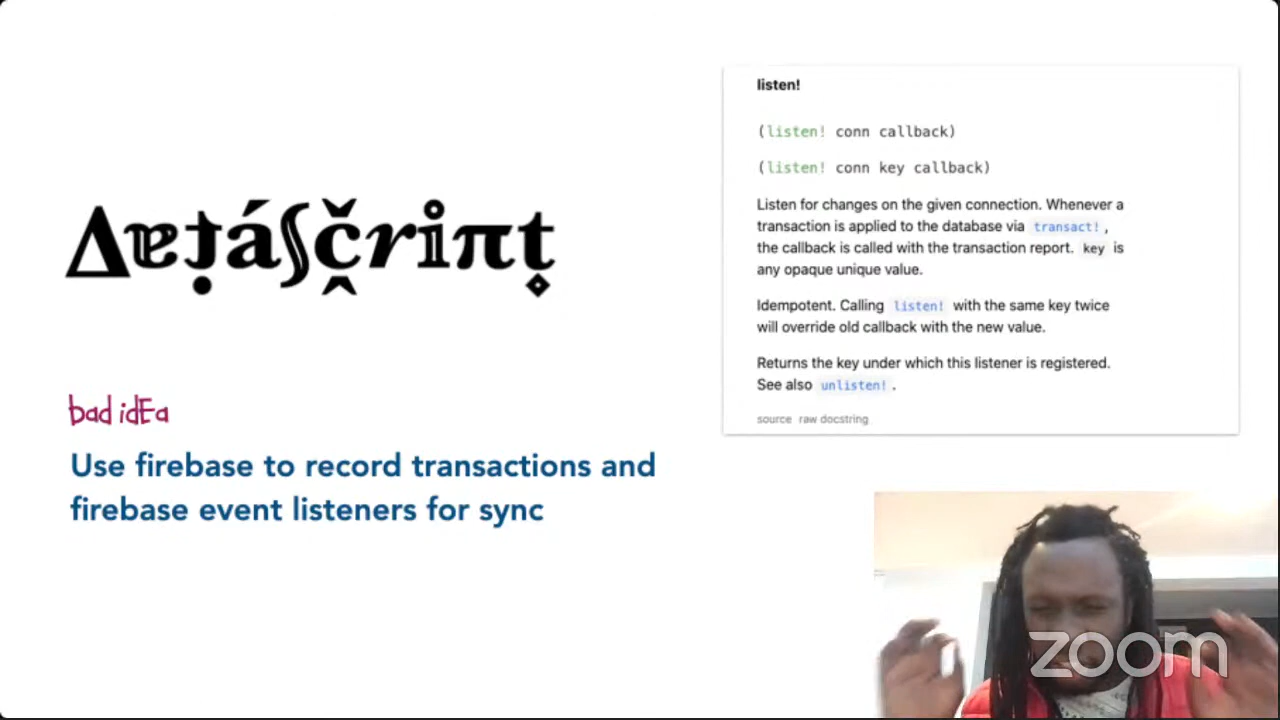 Δɐṭáʃčriπṭ
bad idEa
Use firebase to record transactions and
firebase event listeners for sync
listen!
(listen! conn callback)
(listen! conn key callback)
Listen for changes on the given connection. Whenever a
transaction is applied to the database via transact! ,
the callback is called with the transaction report. key is
any opaque unique value.
Idempotent. Calling listen! with the same key twice
will override old callback with the new value.
Returns the key under which this listener is registered.
See also unlisten! .
source raw docstring
zoom